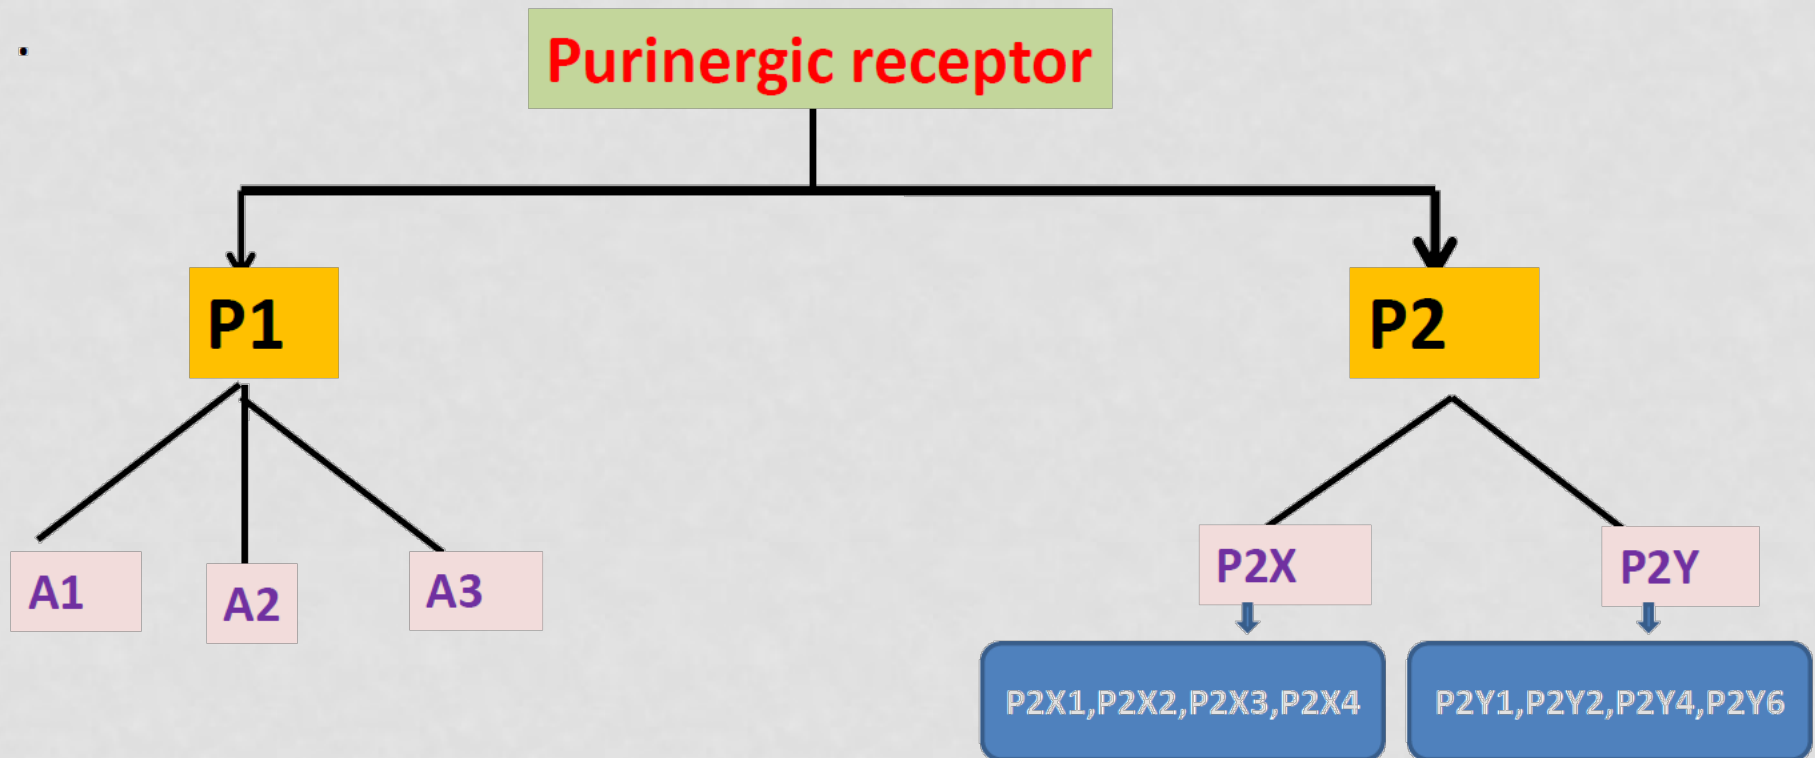 Purinergic receptor
P1
P2
A1
A2
A3
P2X
P2Y
P2X1,P2X2,P2X3,P2X4
P2Y1,P2Y2,P2Y4,P2Y6